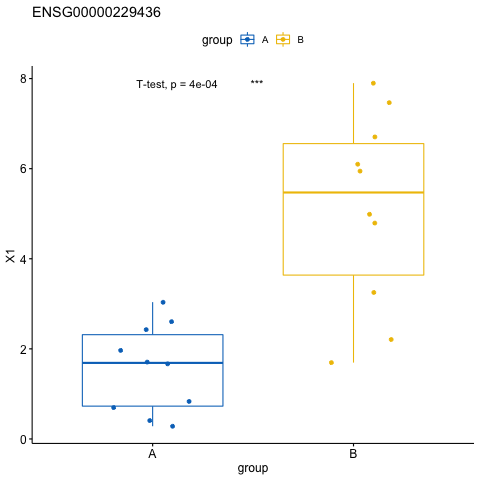 ENSG00000229436
group A B
T-test, p = 4e-04 ***
8
6
4
2
0
X1
A B
group